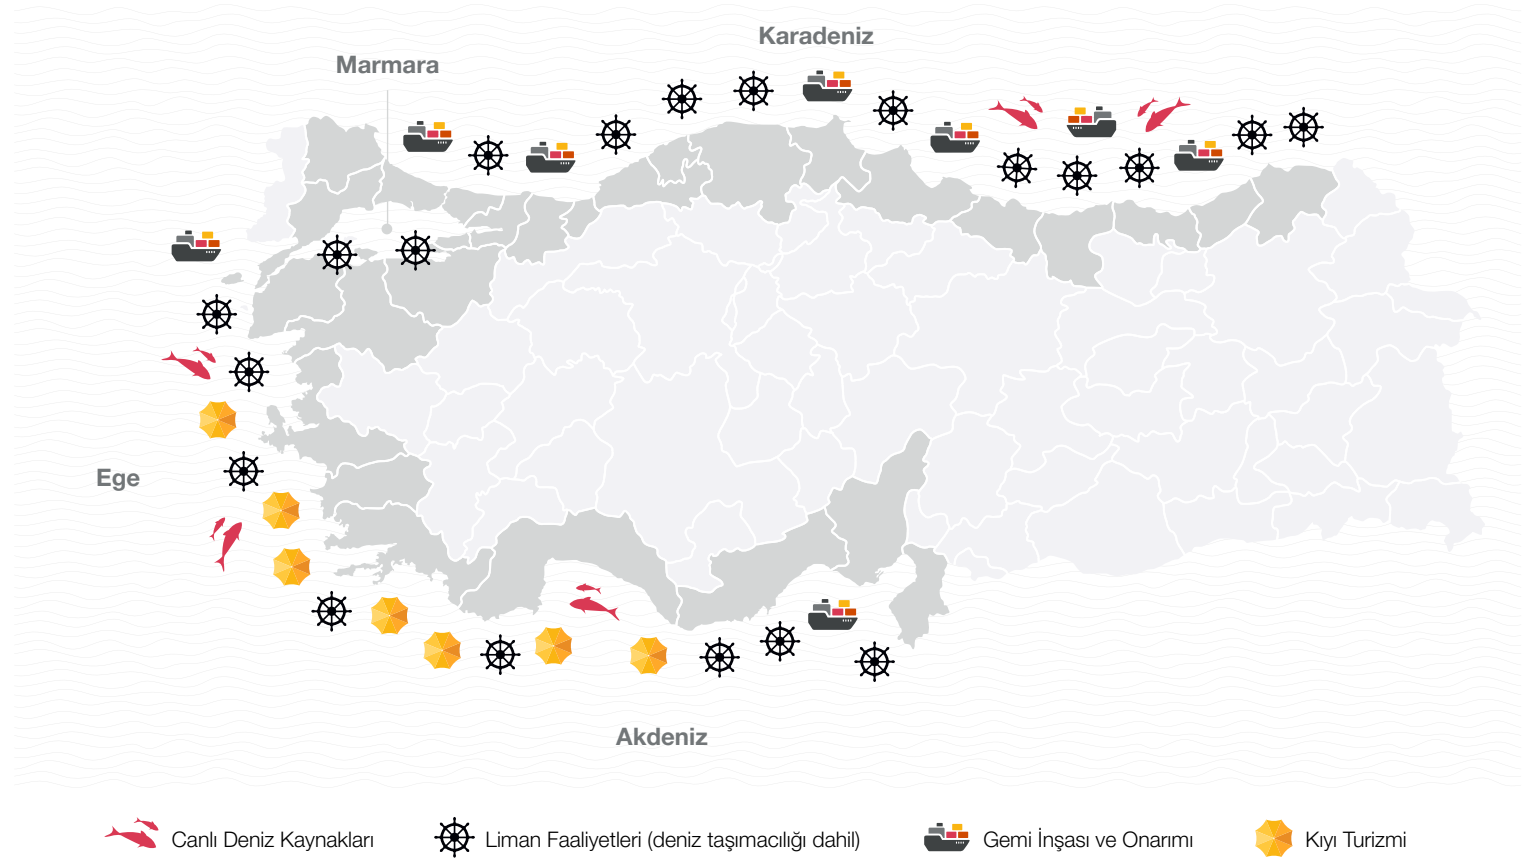 Karadeniz
Marmara
Ege
Akdeniz
Canlı Deniz Kaynakları
Liman Faaliyetleri (deniz taşımacılığı dahil)
Gemi İnşası ve Onarımı
Kıyı Turizmi